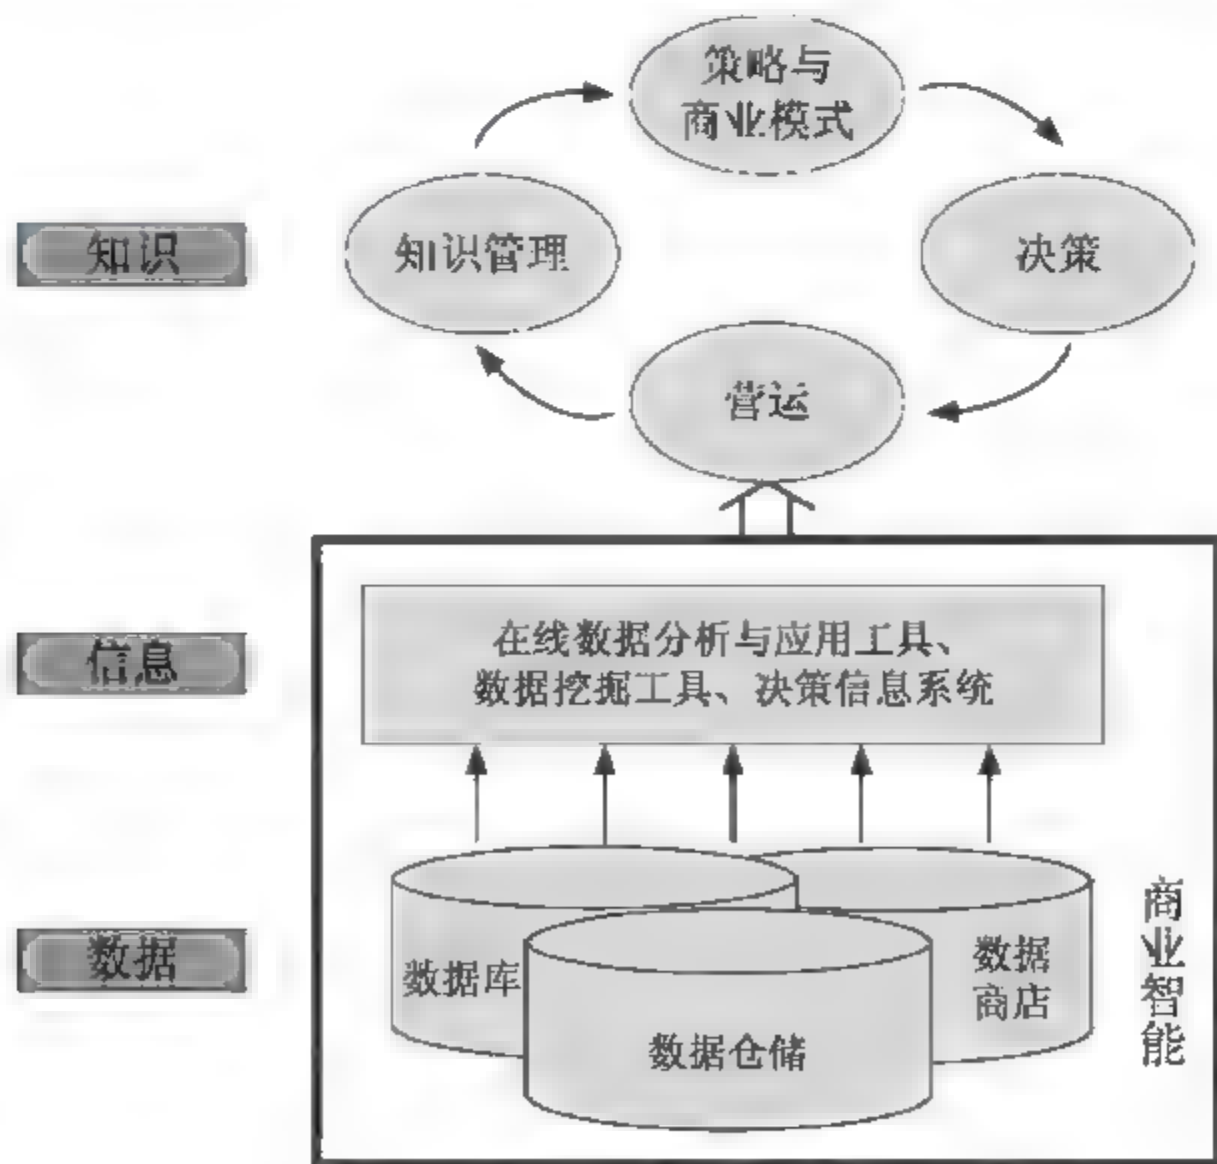 策略与
商业模式
知识
知识管理
决策
营运
信息
在线数据分析与应用工具、
数据挖掘工具、决策信息系统
数据
数据库
数据仓储
数据
商店
商业智能